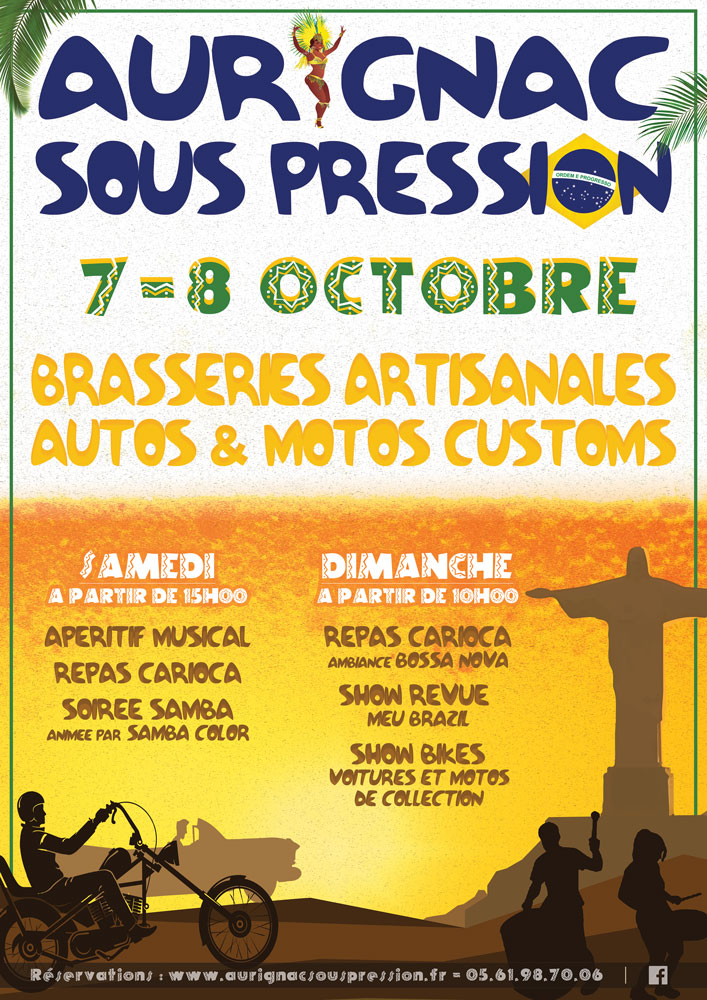 AURIGNAC
SOUS PRESSION
ORDEM E PROGRESSO
7-8 OCTOBRE
BRASSERIES ARTISANALES
AUTOS & MOTOS CUSTOMS
SAMEDI
A PARTIR DE 15H00
APERITIF MUSICAL
REPAS CARIOCA
SOIREE SAMBA
ANIMEE PAR SAMBA COLOR
DIMANCHE
A PARTIR DE 10H00
REPAS CARIOCA
AMBIANCE BOSSA NOVA
SHOW REVUE
MEU BRAZIL
SHOW BIKES
VOITURES ET MOTOS
DE COLLECTION
Réservations : www.aurignacsouspression.fr - 05.61.98.70.06 | f